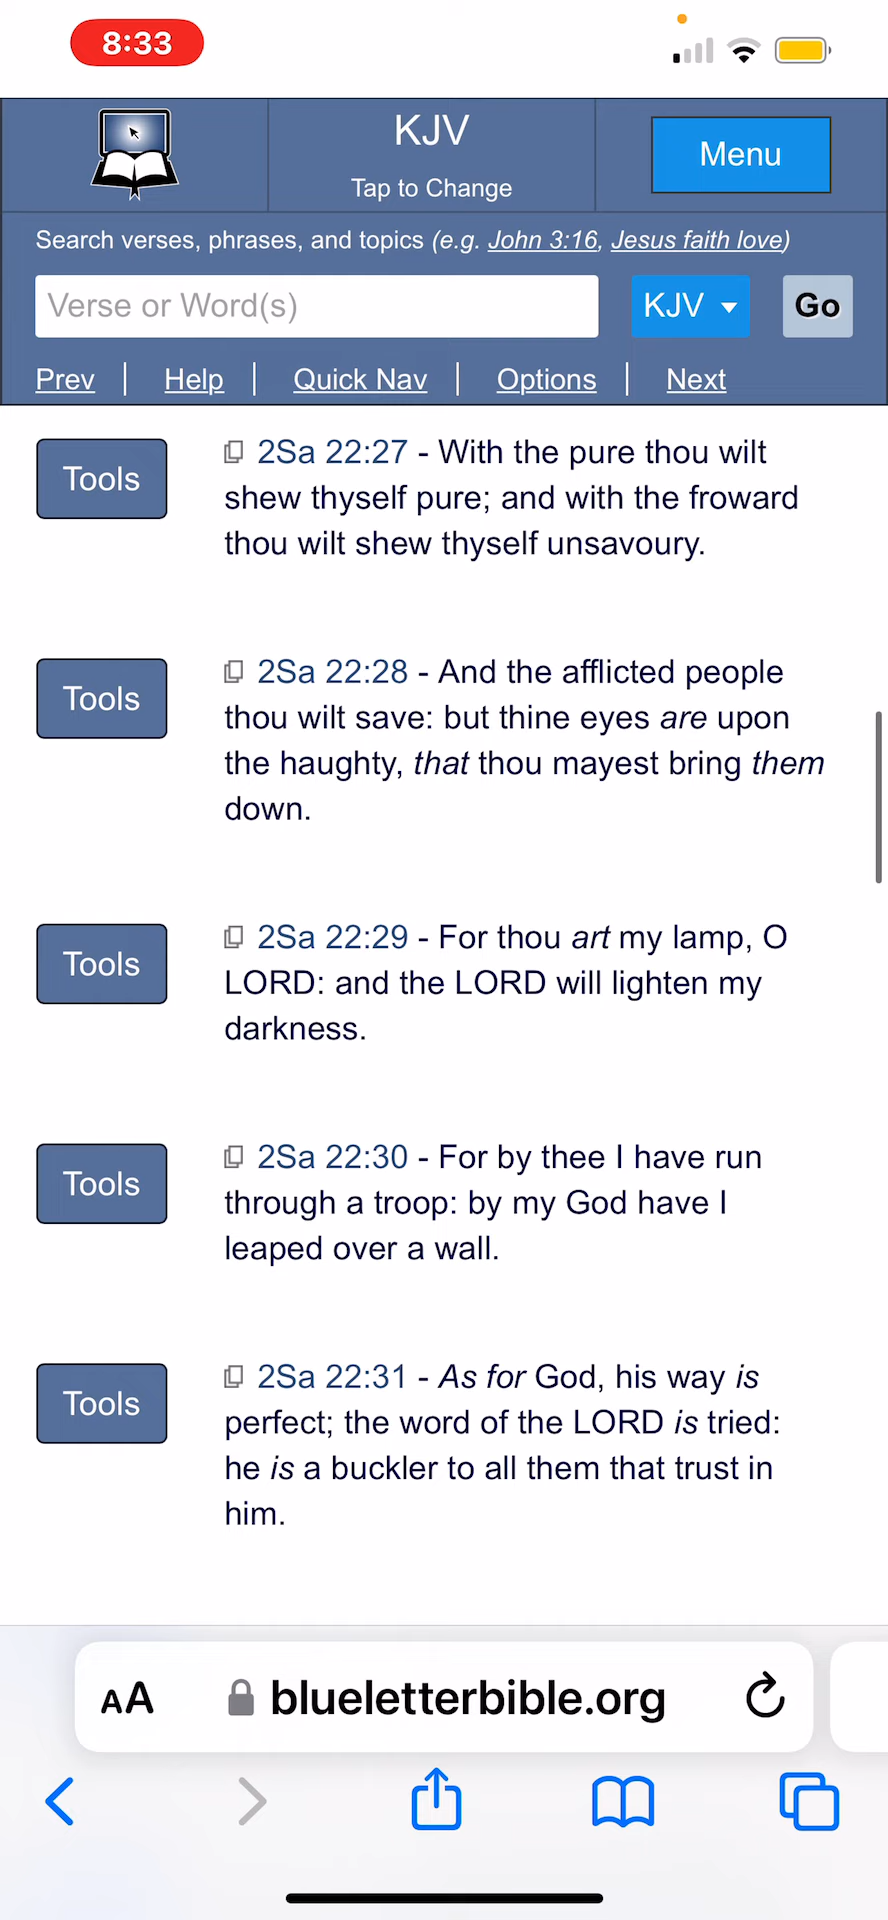 8:33
KJV
Tap to Change
Menu
Search verses, phrases, and topics (e.g. John 3:16, Jesus faith love)
Verse or Word(s)
KJV
Go
Prev | Help | Quick Nav | Options | Next
Tools
2Sa 22:27 - With the pure thou wilt
shew thyself pure; and with the froward
thou wilt shew thyself unsavoury.
Tools
2Sa 22:28 - And the afflicted people
thou wilt save: but thine eyes are upon
the haughty, that thou mayest bring them
down.
Tools
2Sa 22:29 - For thou art my lamp, O
LORD: and the LORD will lighten my
darkness.
Tools
2Sa 22:30 - For by thee I have run
through a troop: by my God have I
leaped over a wall.
Tools
2Sa 22:31 - As for God, his way is
perfect; the word of the LORD is tried:
he is a buckler to all them that trust in
him.
AA
blueletterbible.org